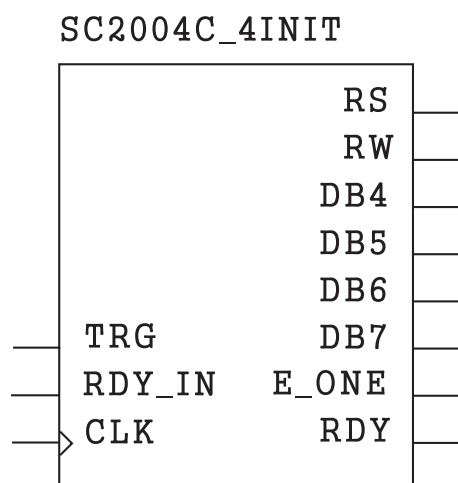 SC2004C_4INIT
RS
RW
DB4
DB5
DB6
TRG DB7
RDY_IN E_ONE
CLK RDY